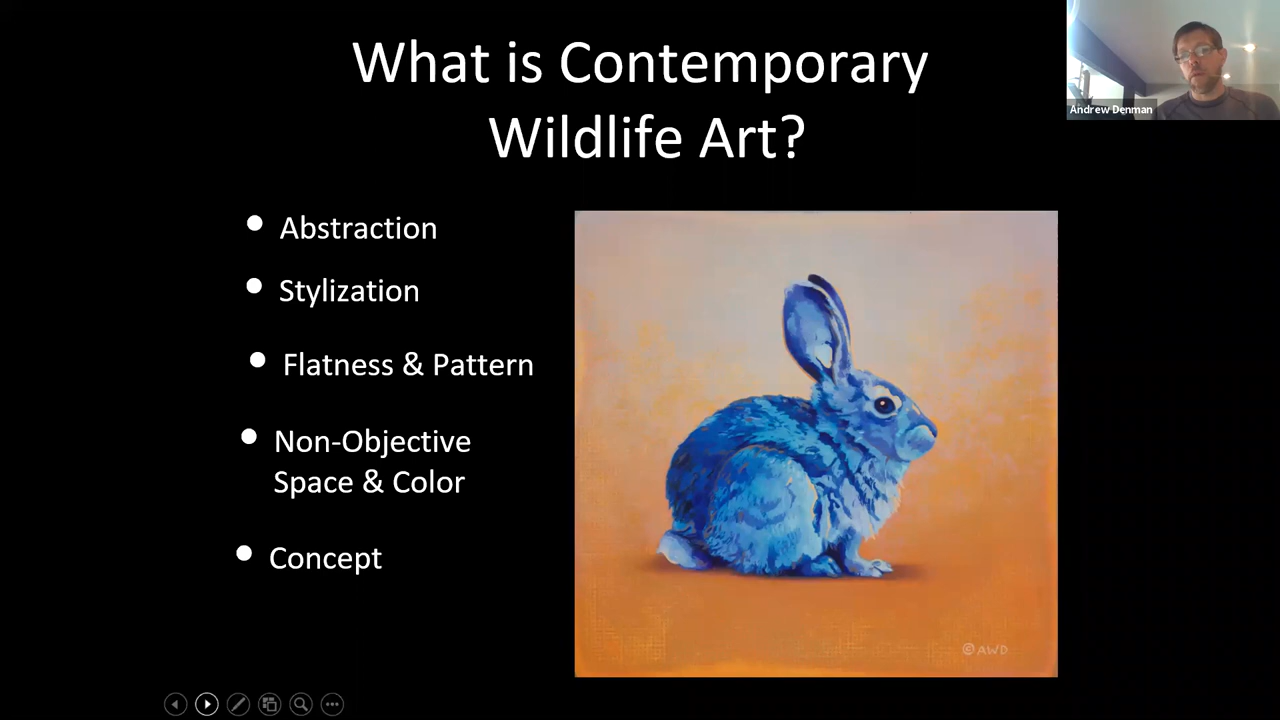 What is Contemporary
Wildlife Art?
Andrew Denman
• Abstraction
• Stylization
• Flatness & Pattern
• Non-Objective
Space & Color
• Concept
© AWD